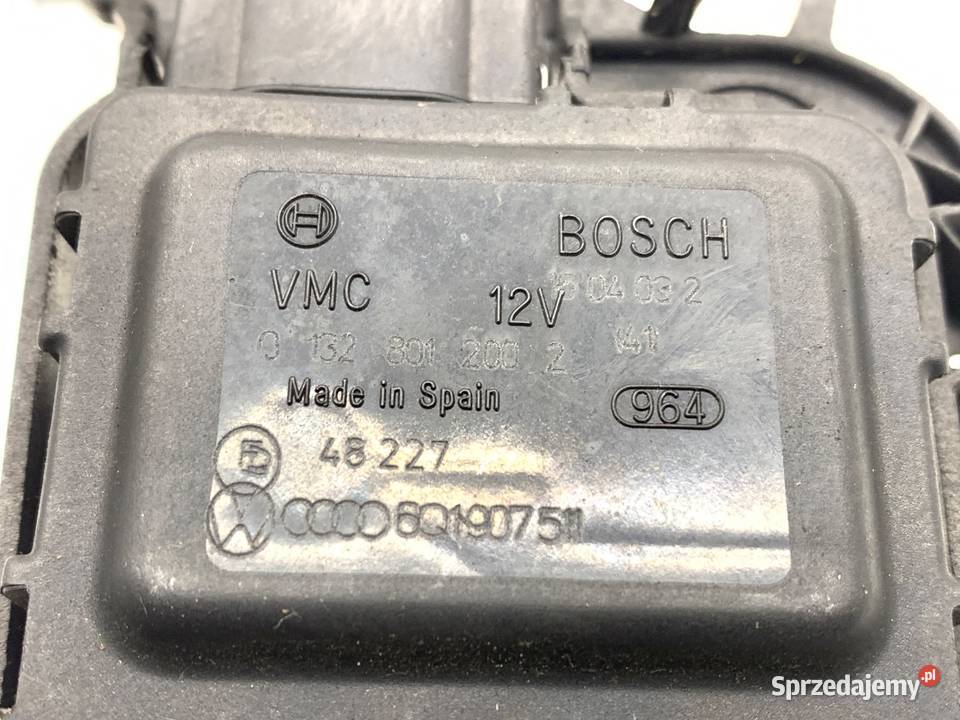 BOSCH
VMC 12V 04 03 2
0 132 801 200 2 V41
Made in Spain 964
48 227
6Q1907511
Sprzedajemy.pl